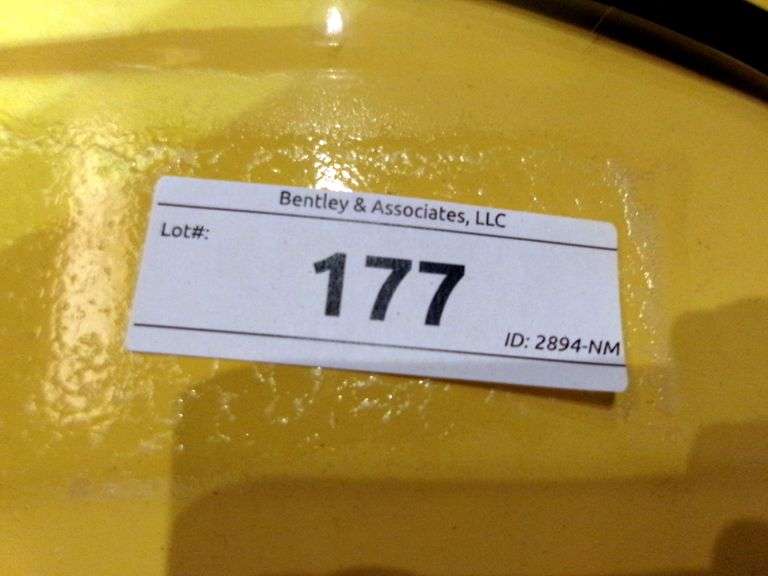 Bentley & Associates, LLC
Lot#:
177
ID: 2894-NM